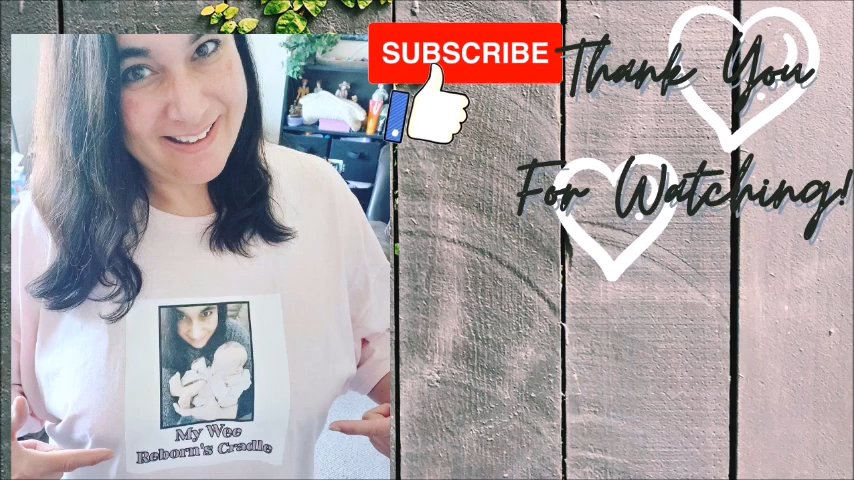 SUBSCRIBE
Thank You
For Watching!
My Wee
Reborn's Cradle